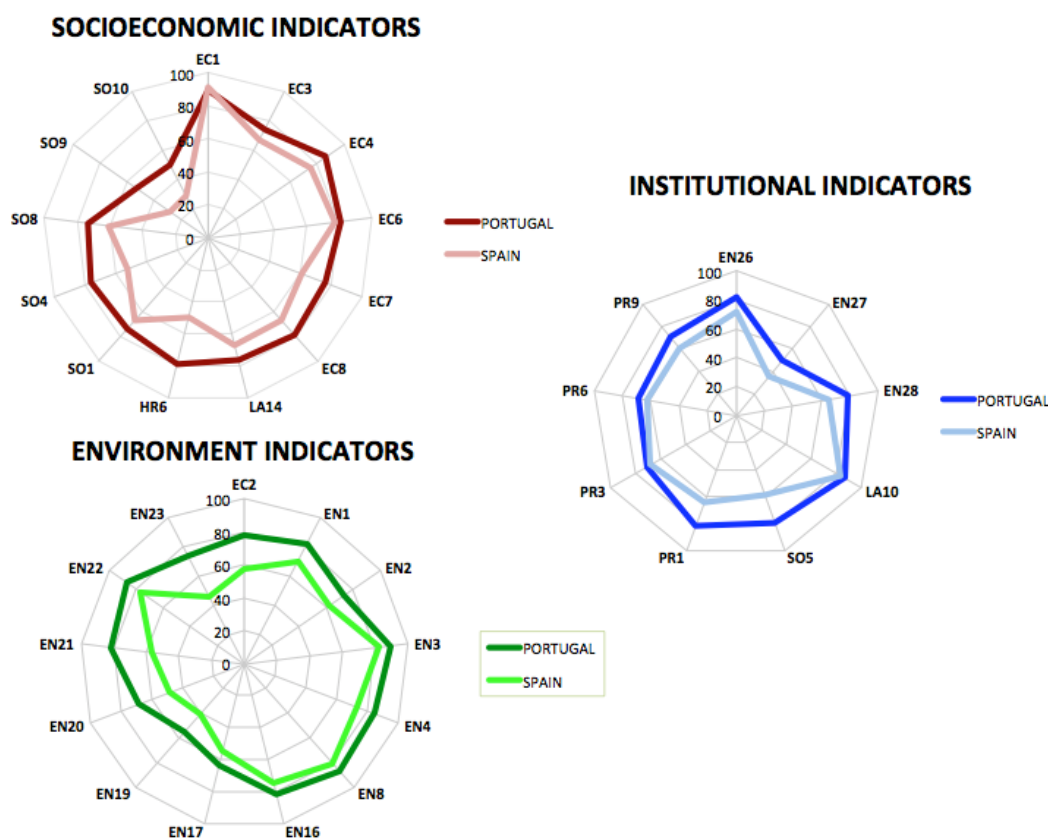 SOCIOECONOMIC INDICATORS
EC1
100
SO10
EC3
80
SO9
60
EC4
40
20
SO8
EC6
0
PORTUGAL
SPAIN
SO4
EC7
SO1
EC8
HR6
LA14
INSTITUTIONAL INDICATORS
EN26
100
PR9
EN27
80
60
40
PR6
EN28
20
0
PORTUGAL
SPAIN
PR3
LA10
PR1
SO5
ENVIRONMENT INDICATORS
EC2
100
EN23
EN1
80
EN22
60
EN2
40
20
EN21
EN3
0
PORTUGAL
SPAIN
EN20
EN4
EN19
EN8
EN17
EN16